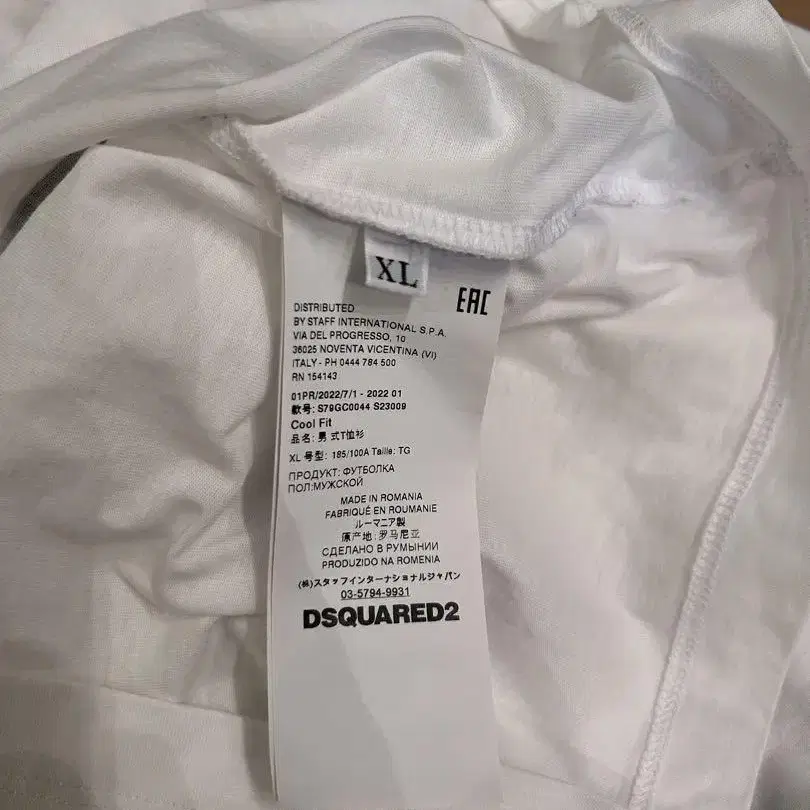 XL
EAC
DISTRIBUTED
BY STAFF INTERNATIONAL S.P.A.
VIA DEL PROGRESSO, 10
36025 NOVENTA VICENTINA (VI)
ITALY - PH 0444 784 500
RN 154143
01PR/2022/7/1 - 2022 01
款号: S79GC0044 S23009
Cool Fit
品名: 男 式T恤衫
XL 号型: 185/100A Taille: TG
ПРОДУКТ: ФУТБОЛКА
ПОЛ:МУЖСКОЙ
MADE IN ROMANIA
FABRIQUÉ EN ROUMANIE
ルーマニア製
原产地:罗马尼亚
СДЕЛАНО В РУМЫНИИ
PRODUZIDO NA ROMENIA
(株)スタッフインターナショナルジャパン
03-5794-9931
DSQUARED2